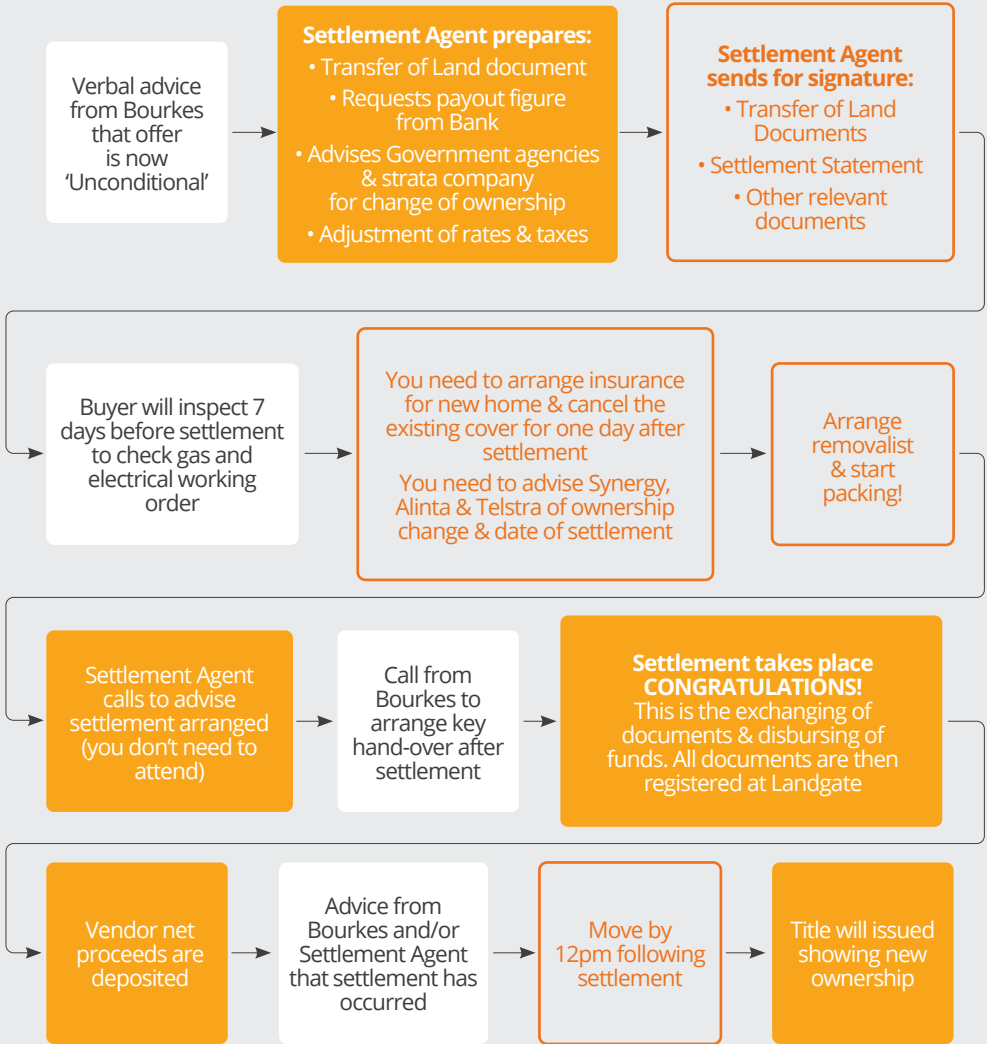 Verbal advice
from Bourkes
that offer
is now
‘Unconditional’
Settlement Agent prepares:
• Transfer of Land document
• Requests payout figure
from Bank
• Advises Government agencies
& strata company
for change of ownership
• Adjustment of rates & taxes
Settlement Agent
sends for signature:
• Transfer of Land
Documents
• Settlement Statement
• Other relevant
documents
Buyer will inspect 7
days before settlement
to check gas and
electrical working
order
You need to arrange insurance
for new home & cancel the
existing cover for one day after
settlement
You need to advise Synergy,
Alinta & Telstra of ownership
change & date of settlement
Arrange
removalist
& start
packing!
Settlement Agent
calls to advise
settlement arranged
(you don't need to
attend)
Call from
Bourkes to
arrange key
hand-over after
settlement
Settlement takes place
CONGRATULATIONS!
This is the exchanging of
documents & disbursing of
funds. All documents are then
registered at Landgate
Vendor net
proceeds are
deposited
Advice from
Bourkes and/or
Settlement Agent
that settlement has
occurred
Move by
12pm following
settlement
Title will issued
showing new
ownership